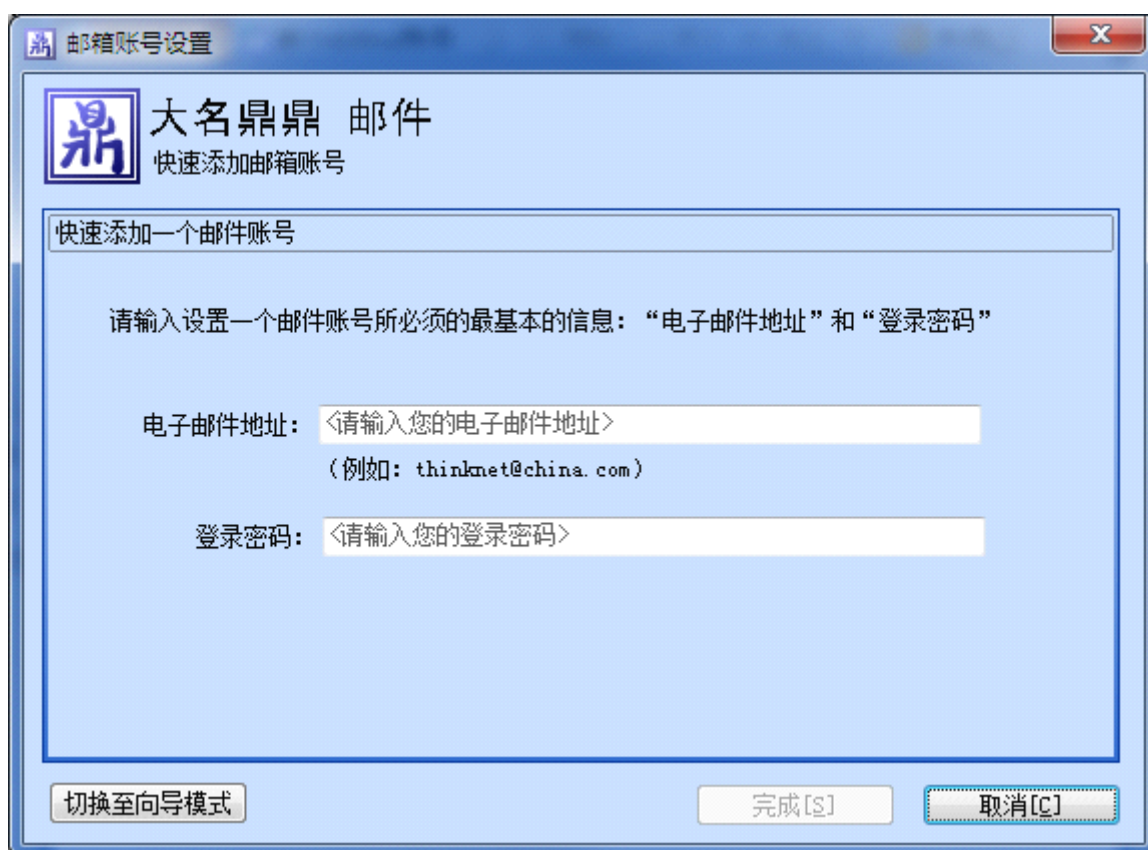 邮箱账号设置
鼎
大名鼎鼎 邮件
快速添加邮箱账号
快速添加一个邮件账号
请输入设置一个邮件账号所必须的最基本的信息：“电子邮件地址”和“登录密码”
电子邮件地址： <请输入您的电子邮件地址>
(例如：thinknet@china.com)
登录密码： <请输入您的登录密码>
切换至向导模式 完成[S] 取消[C]